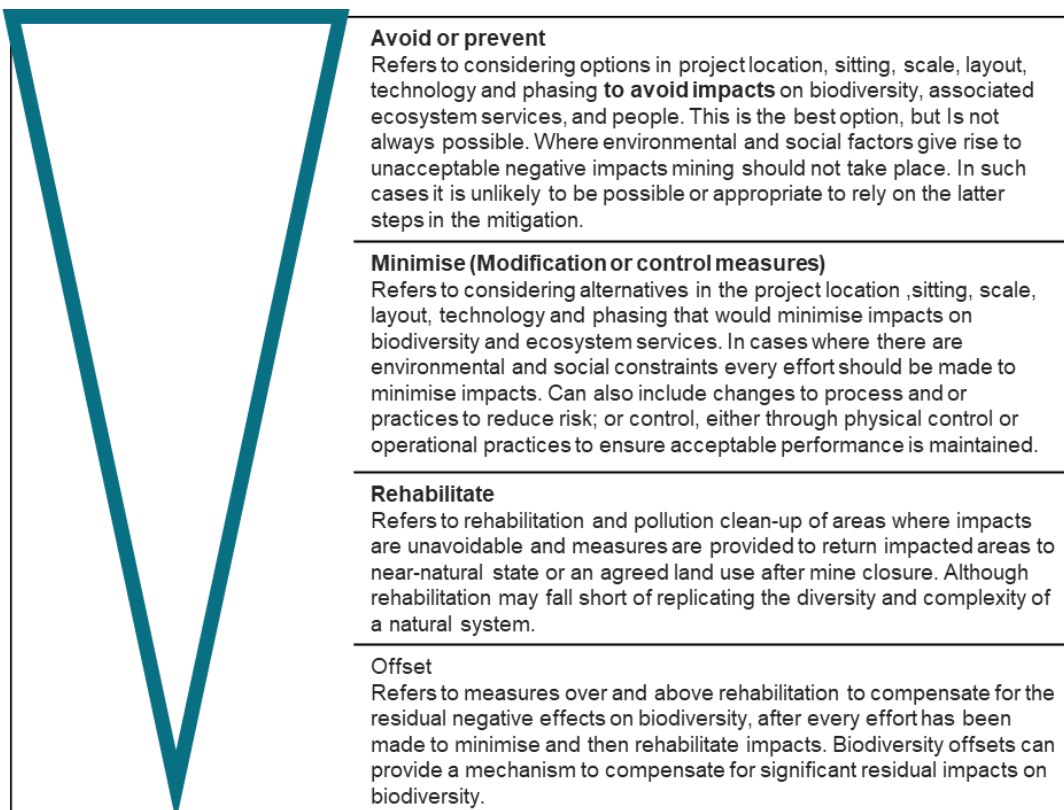 Avoid or prevent
Refers to considering options in project location, sitting, scale, layout,
technology and phasing to avoid impacts on biodiversity, associated
ecosystem services, and people. This is the best option, but Is not
always possible. Where environmental and social factors give rise to
unacceptable negative impacts mining should not take place. In such
cases it is unlikely to be possible or appropriate to rely on the latter
steps in the mitigation.
Minimise (Modification or control measures)
Refers to considering alternatives in the project location ,sitting, scale,
layout, technology and phasing that would minimise impacts on
biodiversity and ecosystem services. In cases where there are
environmental and social constraints every effort should be made to
minimise impacts. Can also include changes to process and or
practices to reduce risk; or control, either through physical control or
operational practices to ensure acceptable performance is maintained.
Rehabilitate
Refers to rehabilitation and pollution clean-up of areas where impacts
are unavoidable and measures are provided to return impacted areas to
near-natural state or an agreed land use after mine closure. Although
rehabilitation may fall short of replicating the diversity and complexity of
a natural system.
Offset
Refers to measures over and above rehabilitation to compensate for the
residual negative effects on biodiversity, after every effort has been
made to minimise and then rehabilitate impacts. Biodiversity offsets can
provide a mechanism to compensate for significant residual impacts on
biodiversity.